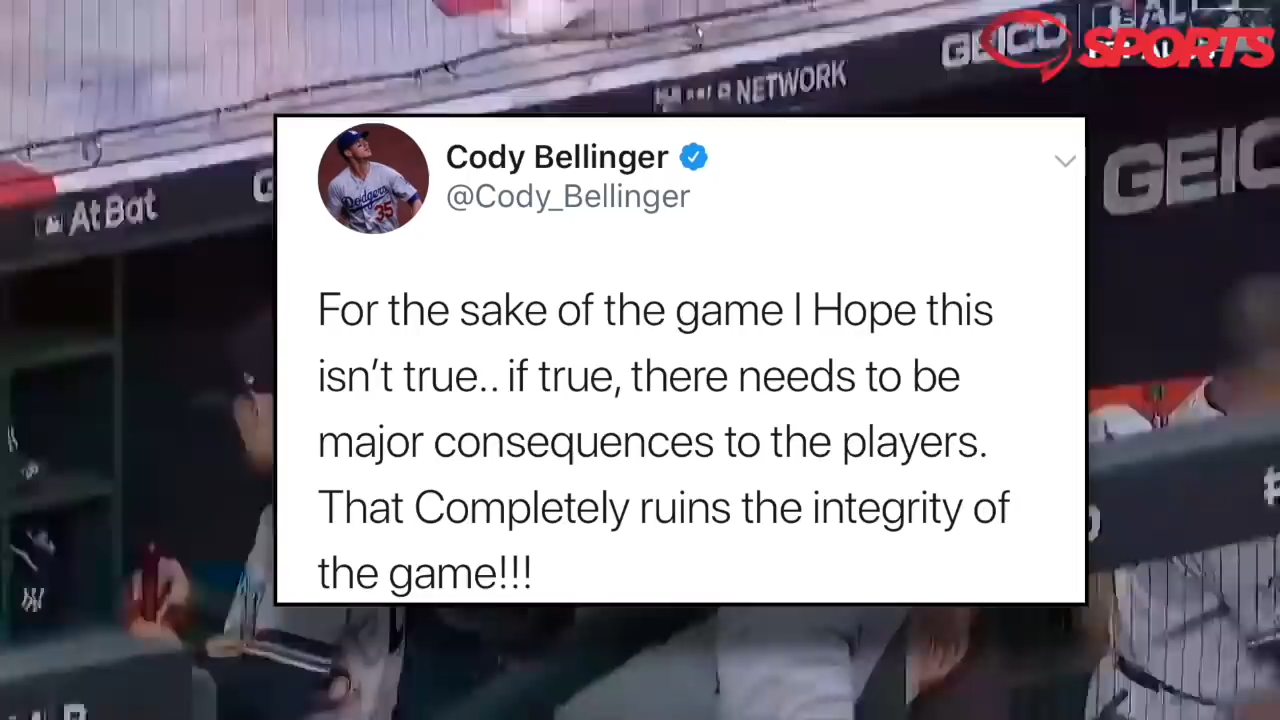 SPORTS
GEICO
NETWORK
At Bat
GEIC
Cody Bellinger
@Cody_Bellinger
Dodgers
35
For the sake of the game I Hope this
isn’t true.. if true, there needs to be
major consequences to the players.
That Completely ruins the integrity of
the game!!!